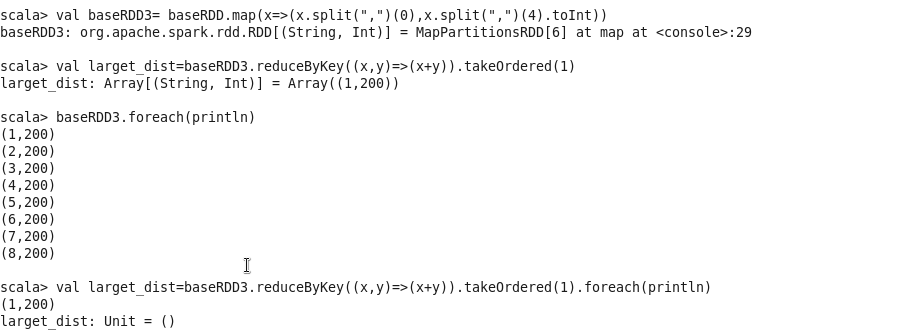 scala> val baseRDD3= baseRDD.map(x=>(x.split(",")(0),x.split(",")(4).toInt))
baseRDD3: org.apache.spark.rdd.RDD[(String, Int)] = MapPartitionsRDD[6] at map at <console>:29
scala> val larget_dist=baseRDD3.reduceByKey((x,y)=>(x+y)).takeOrdered(1)
larget_dist: Array[(String, Int)] = Array((1,200))
scala> baseRDD3.foreach(println)
(1,200)
(2,200)
(3,200)
(4,200)
(5,200)
(6,200)
(7,200)
(8,200)
scala> val larget_dist=baseRDD3.reduceByKey((x,y)=>(x+y)).takeOrdered(1).foreach(println)
(1,200)
larget_dist: Unit = ()